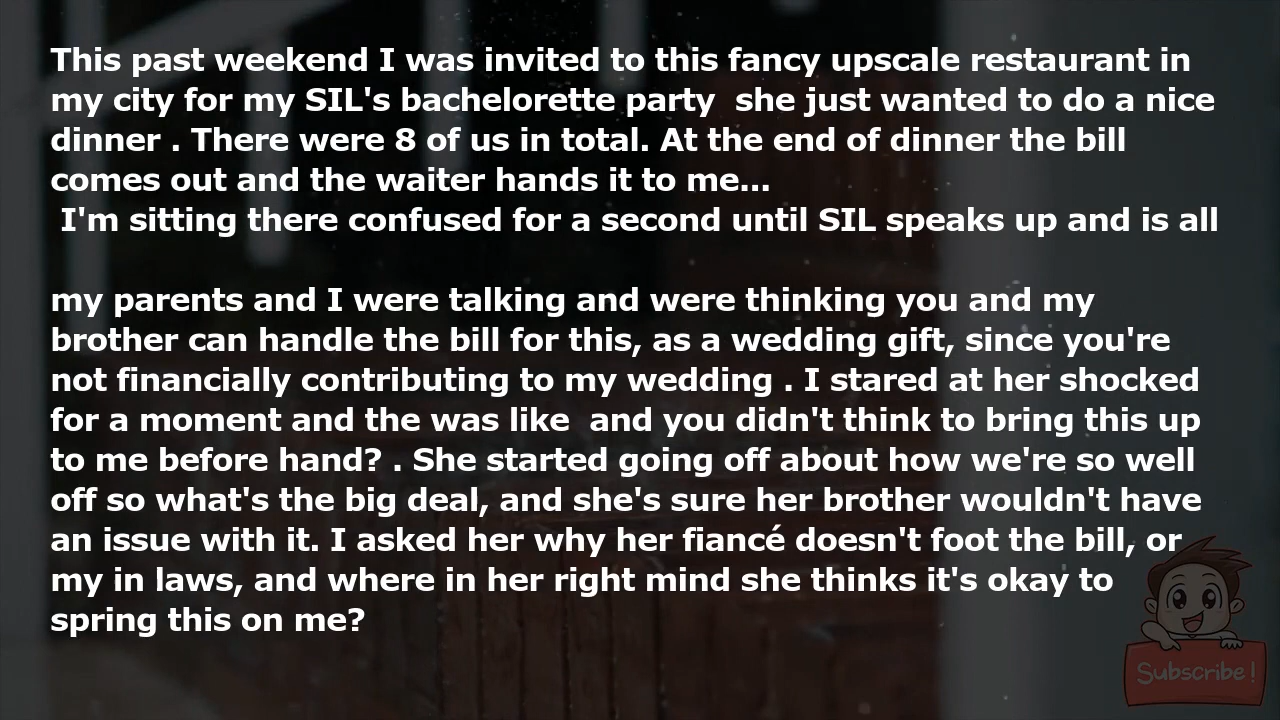 This past weekend I was invited to this fancy upscale restaurant in
my city for my SIL's bachelorette party  she just wanted to do a nice
dinner . There were 8 of us in total. At the end of dinner the bill
comes out and the waiter hands it to me...
I'm sitting there confused for a second until SIL speaks up and is all
my parents and I were talking and were thinking you and my
brother can handle the bill for this, as a wedding gift, since you're
not financially contributing to my wedding . I stared at her shocked
for a moment and the was like  and you didn't think to bring this up
to me before hand? . She started going off about how we're so well
off so what's the big deal, and she's sure her brother wouldn't have
an issue with it. I asked her why her fiancé doesn't foot the bill, or
my in laws, and where in her right mind she thinks it's okay to
spring this on me?
Subscribe!